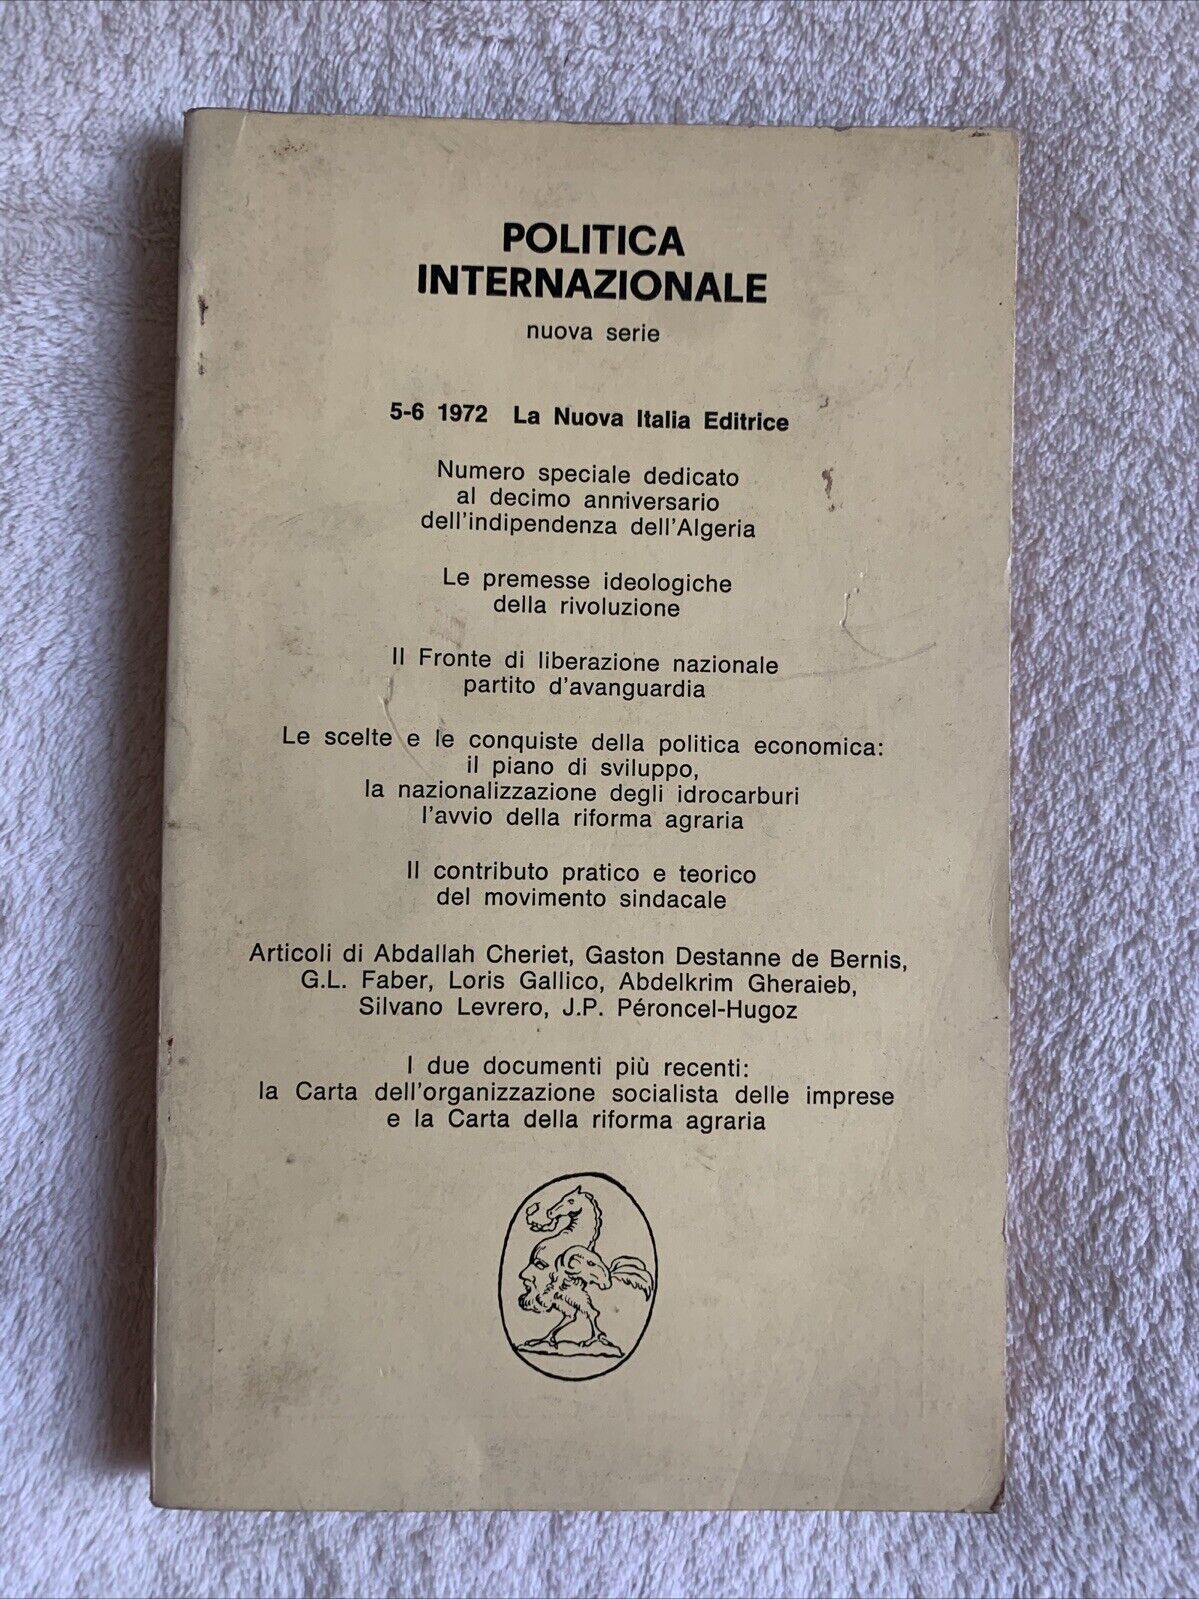 POLITICA
INTERNAZIONALE
nuova serie
5-6 1972 La Nuova Italia Editrice
Numero speciale dedicato
al decimo anniversario
dell'indipendenza dell'Algeria
Le premesse ideologiche
della rivoluzione
Il Fronte di liberazione nazionale
partito d'avanguardia
Le scelte e le conquiste della politica economica:
il piano di sviluppo,
la nazionalizzazione degli idrocarburi
l'avvio della riforma agraria
Il contributo pratico e teorico
del movimento sindacale
Articoli di Abdallah Cheriet, Gaston Destanne de Bernis,
G.L. Faber, Loris Gallico, Abdelkrim Gheraieb,
Silvano Levrero, J.P. Péroncel-Hugoz
I due documenti più recenti:
la Carta dell'organizzazione socialista delle imprese
e la Carta della riforma agraria